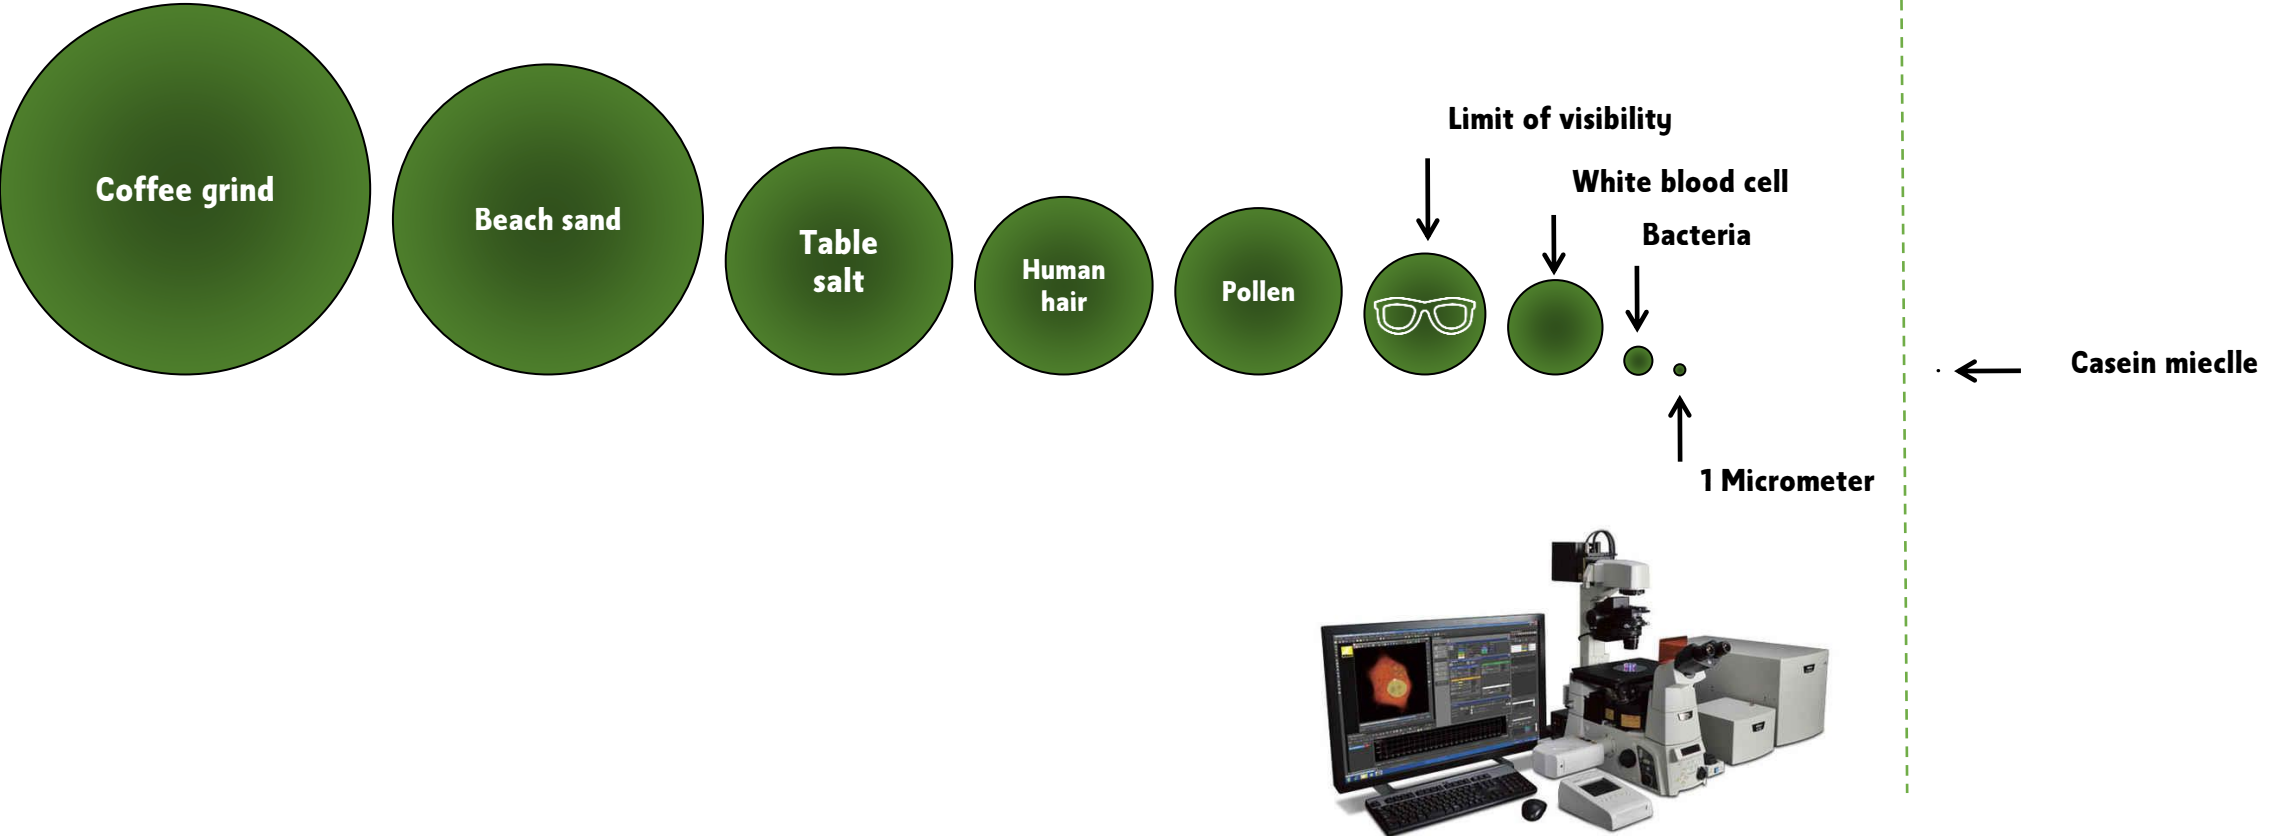 Coffee grind
Beach sand
Table
salt
Human
hair
Pollen
Limit of visibility
White blood cell
Bacteria
1 Micrometer
Casein mieclle